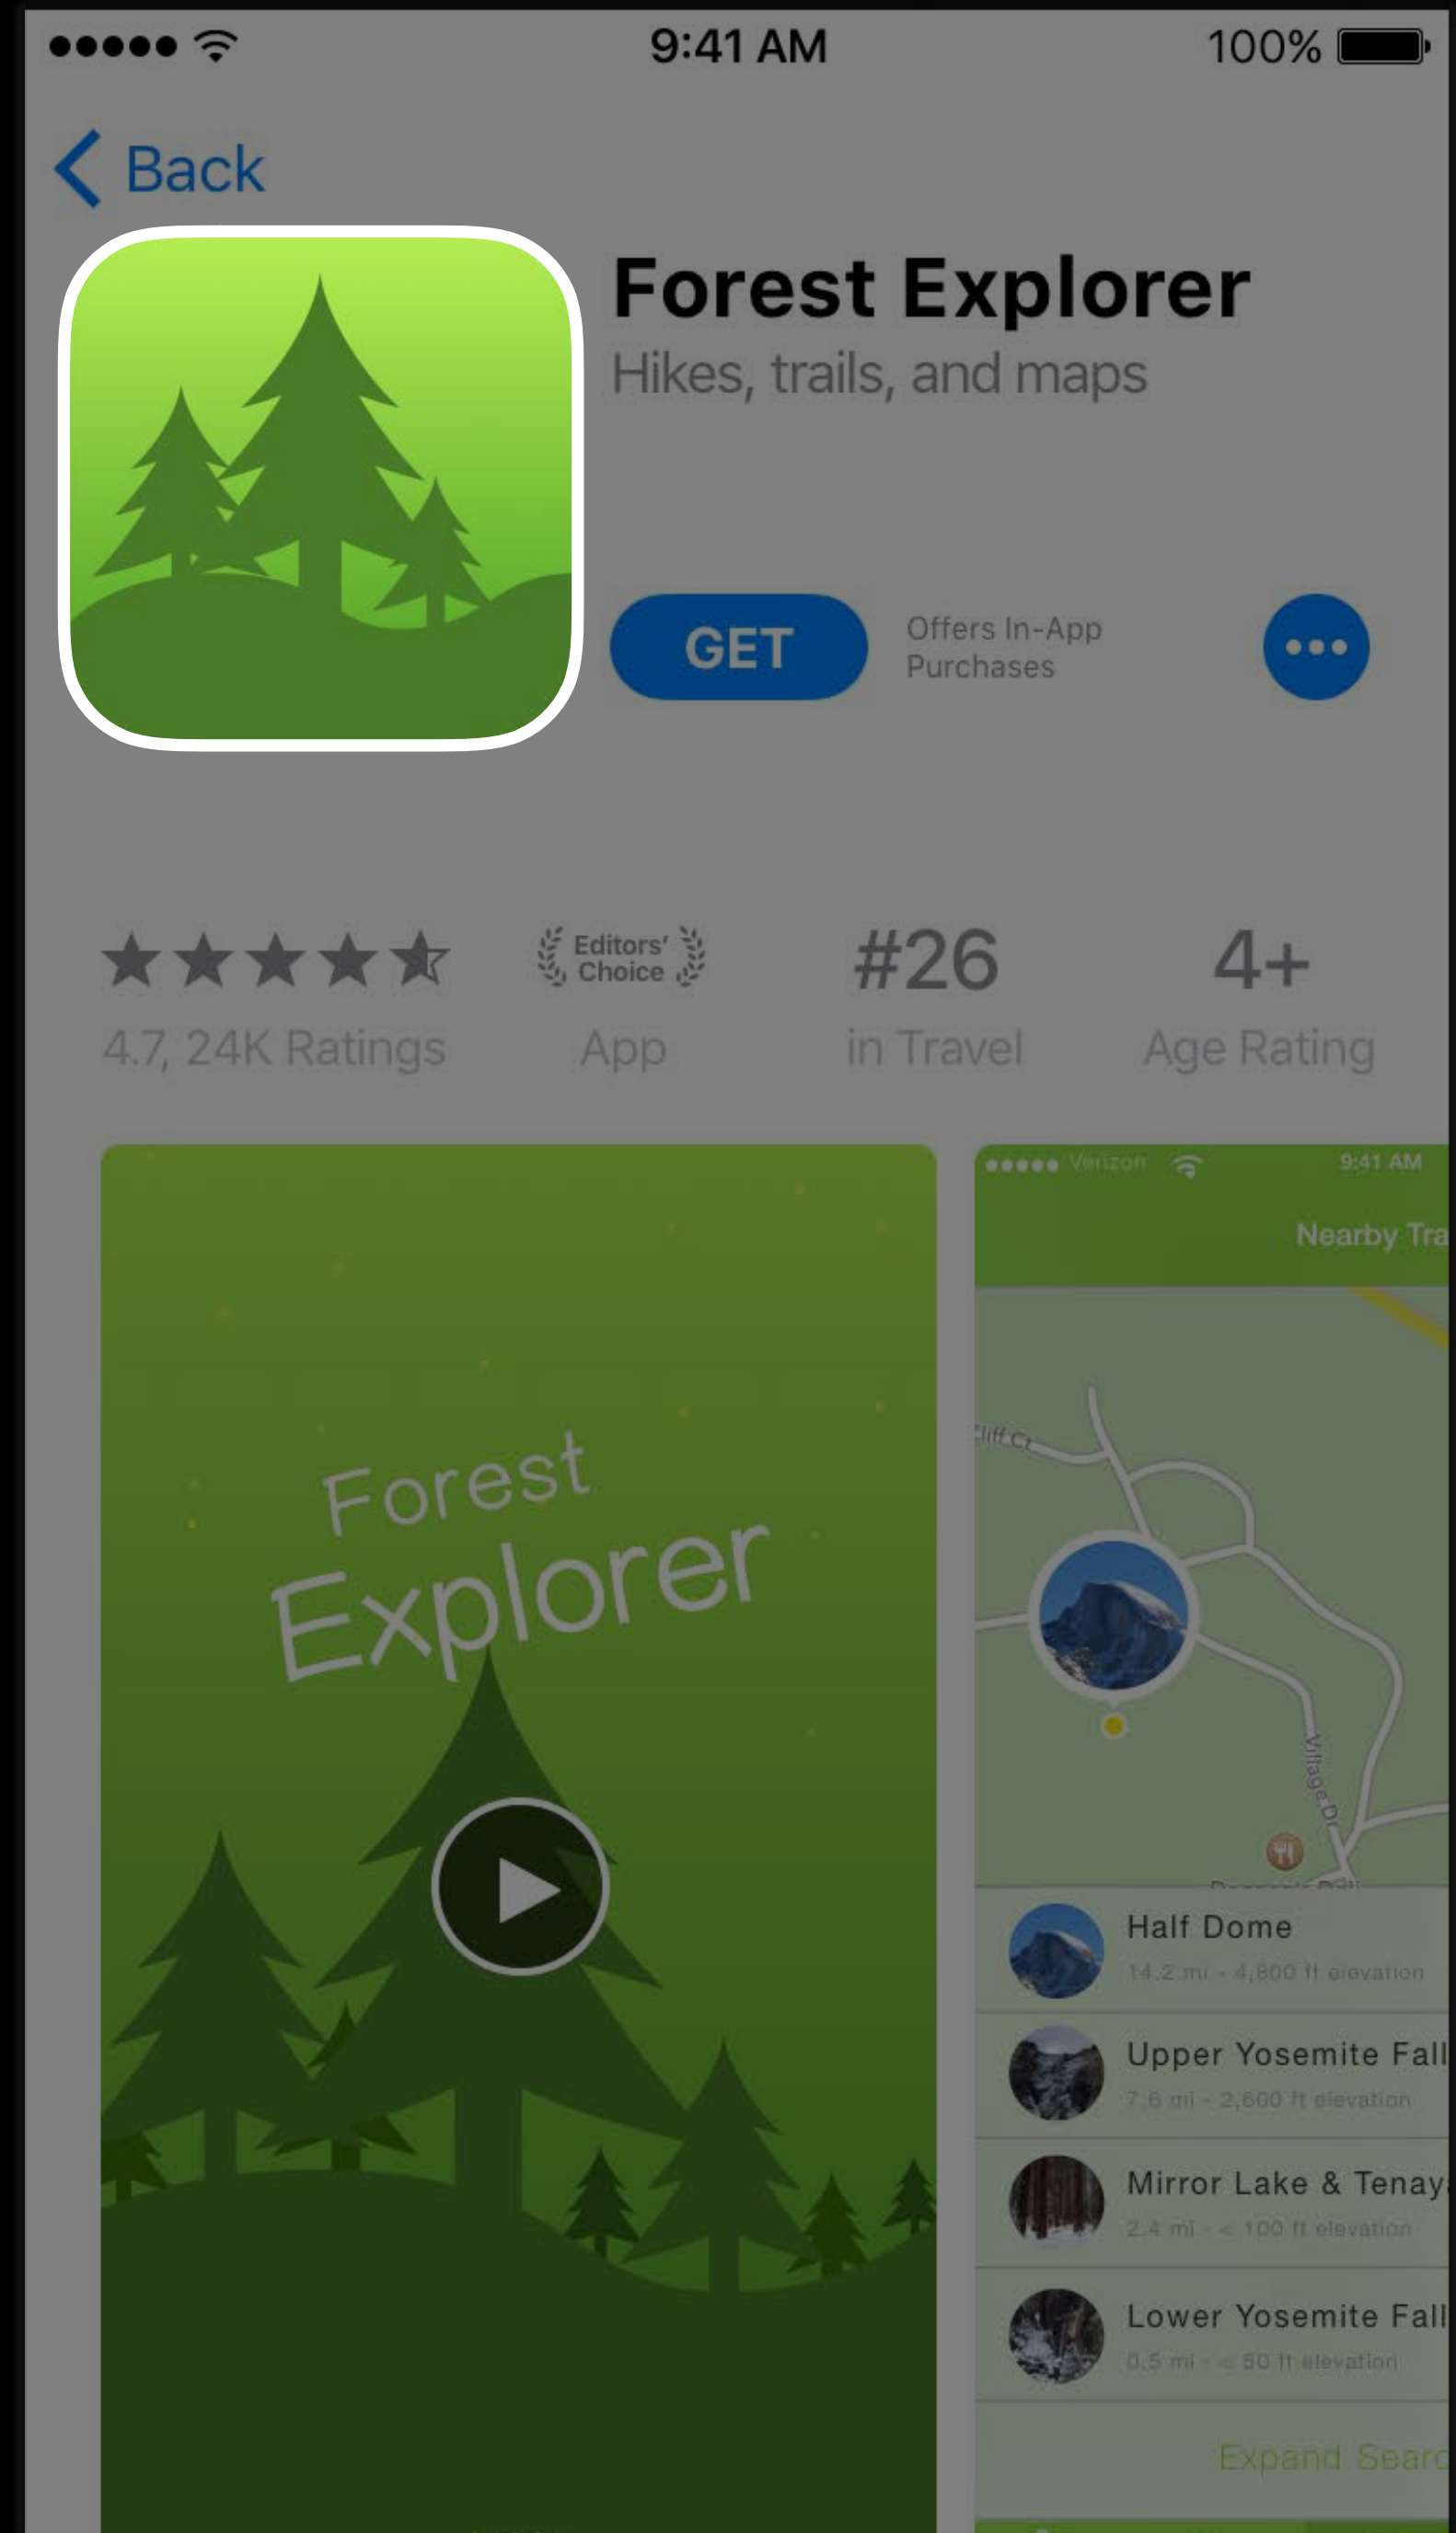 9:41 AM
100%
Back
Forest Explorer
Hikes, trails, and maps
GET
Offers In-App
Purchases
Editors'
Choice
#26
4+
4.7, 24K Ratings
App
in Travel
Age Rating
Forest
Explorer
Verizon
9:41 AM
Nearby Tra
Cliff Ct
Village Dr
Half Dome
14.2 mi - 4,800 ft elevation
Upper Yosemite Fall
7.6 mi - 2,600 ft elevation
Mirror Lake & Tenaya
2.4 mi - < 100 ft elevation
Lower Yosemite Fall
0.5 mi - < 50 ft elevation
Expand Searc